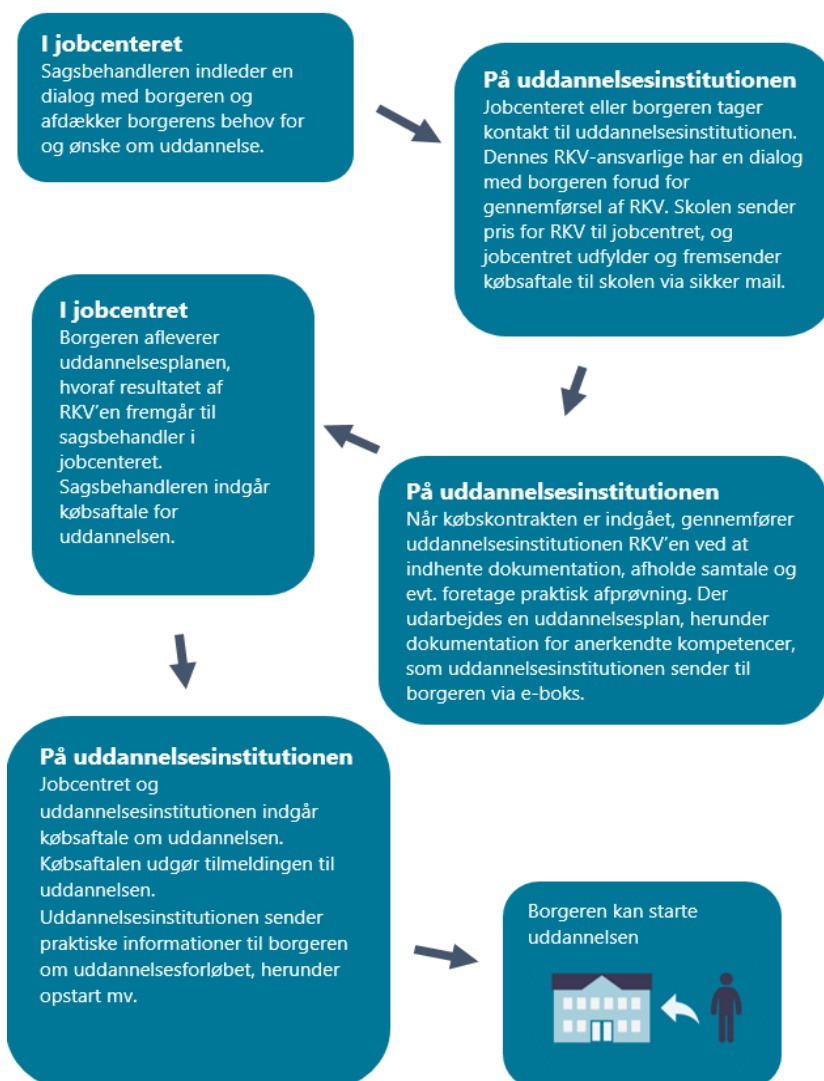 I jobcenteret
Sagsbehandleren indleder en
dialog med borgeren og
afdækker borgerens behov for
og ønske om uddannelse.
På uddannelsesinstitutionen
Jobcenteret eller borgeren tager
kontakt til uddannelsesinstitutionen.
Dennes RKV-ansvarlige har en dialog
med borgeren forud for
gennemførsel af RKV. Skolen sender
pris for RKV til jobcentret, og
jobcentret udfylder og fremsender
købsaftale til skolen via sikker mail.
På uddannelsesinstitutionen
Når købskontrakten er indgået, gennemfører
uddannelsesinstitutionen RKV'en ved at
indhente dokumentation, afholde samtale og
evt. foretage praktisk afprøvning. Der
udarbejdes en uddannelsesplan, herunder
dokumentation for anerkendte kompetencer,
som uddannelsesinstitutionen sender til
borgeren via e-boks.
I jobcentret
Borgeren afleverer
uddannelsesplanen,
hvoraf resultatet af
RKV'en fremgår til
sagsbehandler i
jobcenteret.
Sagsbehandleren indgår
købsaftale for
uddannelsen.
På uddannelsesinstitutionen
Jobcentret og
uddannelsesinstitutionen indgår
købsaftale om uddannelsen.
Købsaftalen udgør tilmeldingen til
uddannelsen.
Uddannelsesinstitutionen sender
praktiske informationer til borgeren
om uddannelsesforløbet, herunder
opstart mv.
Borgeren kan starte
uddannelsen